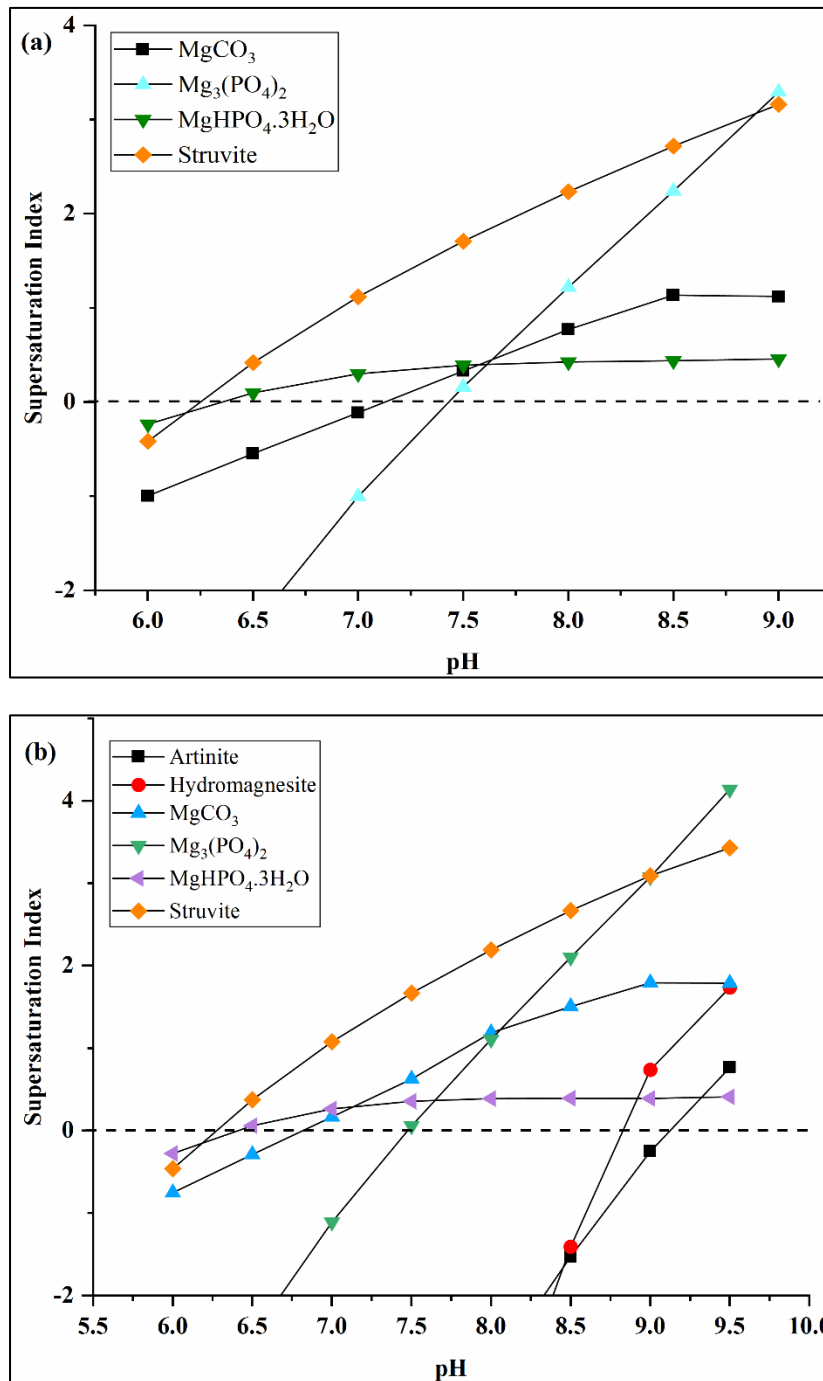 (a)
MgCO₃
Mg₃(PO₄)₂
MgHPO₄.3H₂O
Struvite
4
2
0
-2
Supersaturation Index
6.0 6.5 7.0 7.5 8.0 8.5 9.0
pH
(b)
Artinite
Hydromagnesite
MgCO₃
Mg₃(PO₄)₂
MgHPO₄.3H₂O
Struvite
4
2
0
-2
Supersaturation Index
5.5 6.0 6.5 7.0 7.5 8.0 8.5 9.0 9.5 10.0
pH